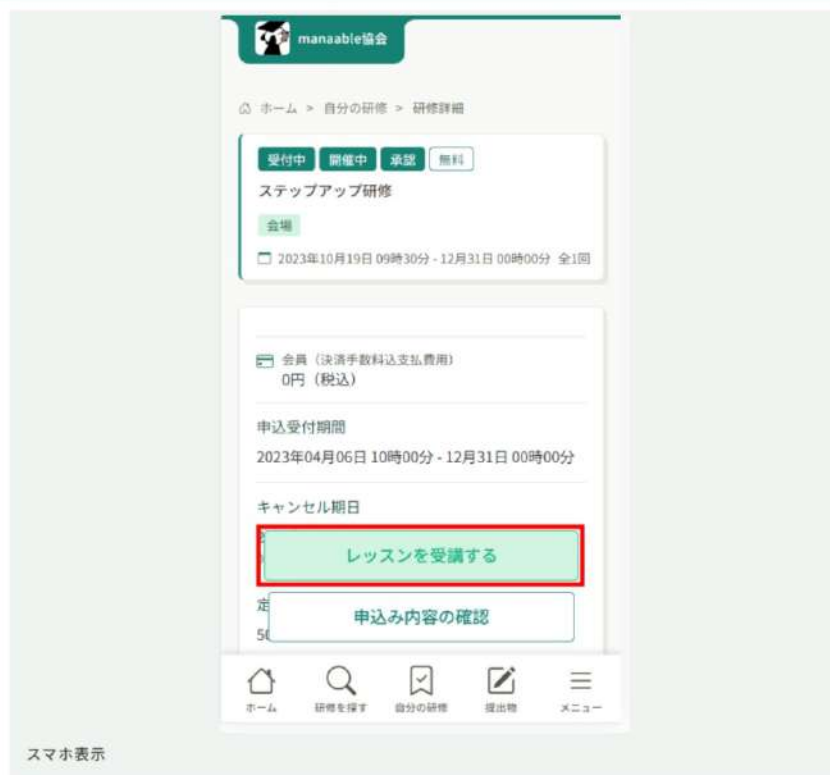 manaable協会
ホーム > 自分の研修 > 研修詳細
受付中 開催中 承認 無料
ステップアップ研修
会場
2023年10月19日 09時30分 - 12月31日 00時00分 全1回
会員（決済手数料込支払費用）
0円（税込）
申込受付期間
2023年04月06日 10時00分 - 12月31日 00時00分
キャンセル期日
レッスンを受講する
定
申込み内容の確認
ホーム 研修を探す 自分の研修 提出物 メニュー
スマホ表示